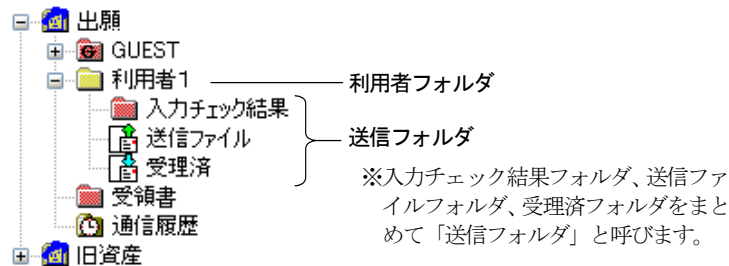 出願
GUEST
利用者1 利用者フォルダ
入力チェック結果
送信ファイル 送信フォルダ
受理済
※入力チェック結果フォルダ、送信ファ
イルフォルダ、受理済フォルダをまと
めて「送信フォルダ」と呼びます。
受領書
通信履歴
旧資産